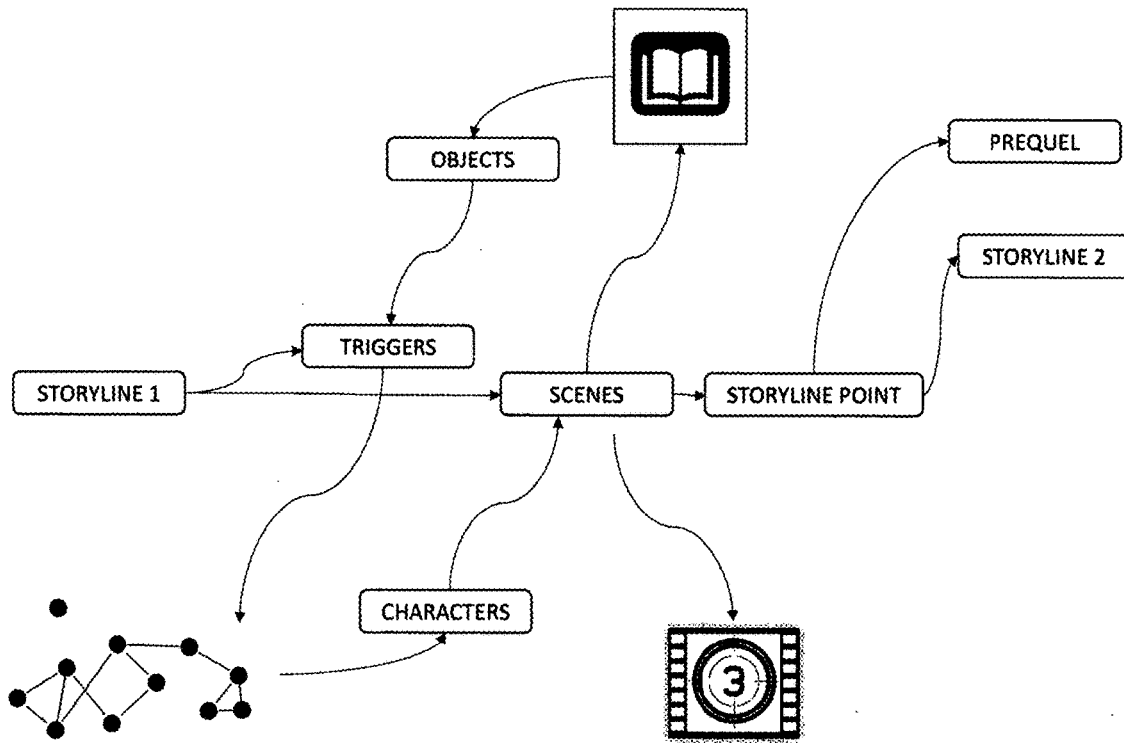 OBJECTS
PREQUEL
STORYLINE 2
TRIGGERS
STORYLINE 1
SCENES
STORYLINE POINT
CHARACTERS
3